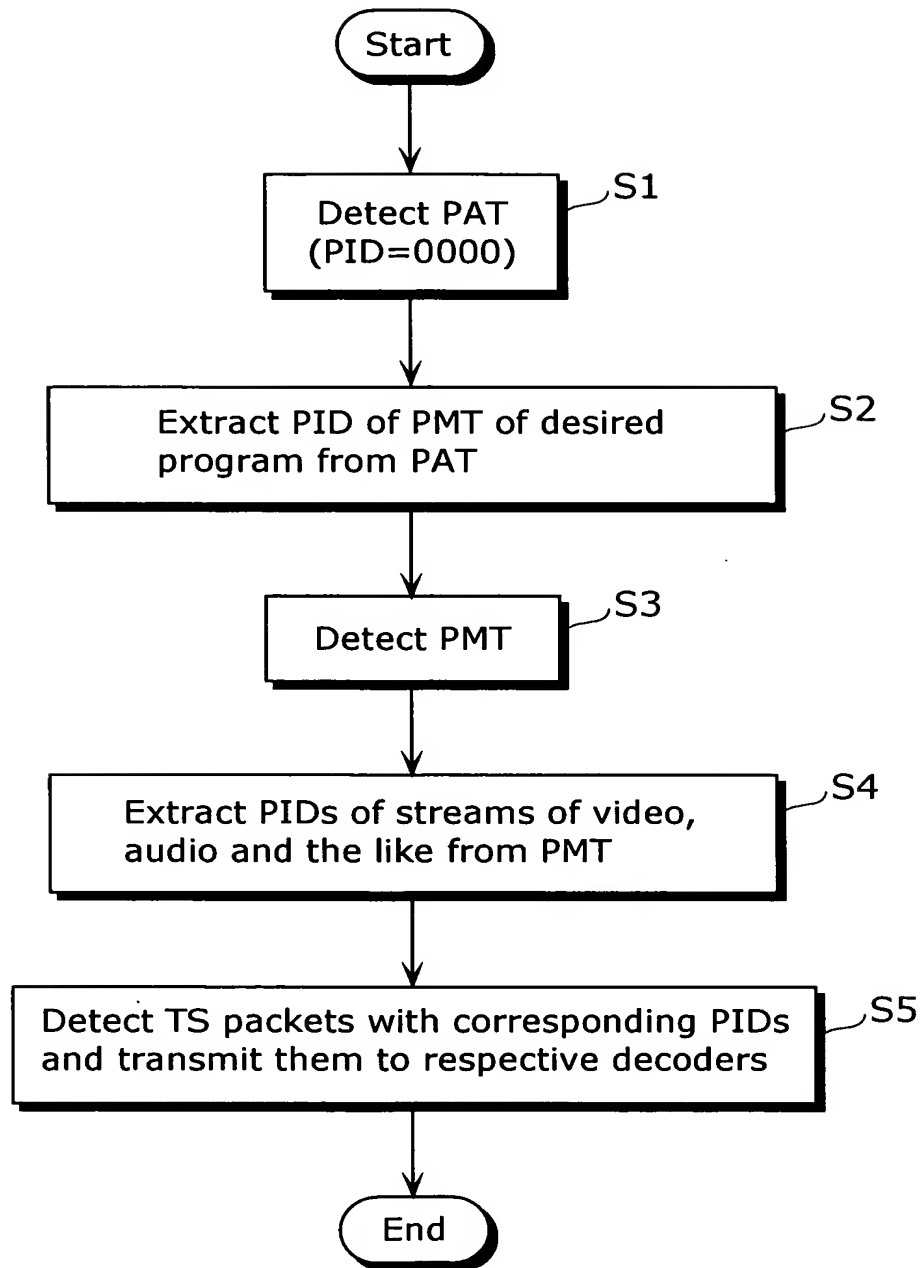 Start
Detect PAT
(PID=0000)
S1
Extract PID of PMT of desired
program from PAT
S2
Detect PMT
S3
Extract PIDs of streams of video,
audio and the like from PMT
S4
Detect TS packets with corresponding PIDs
and transmit them to respective decoders
S5
End